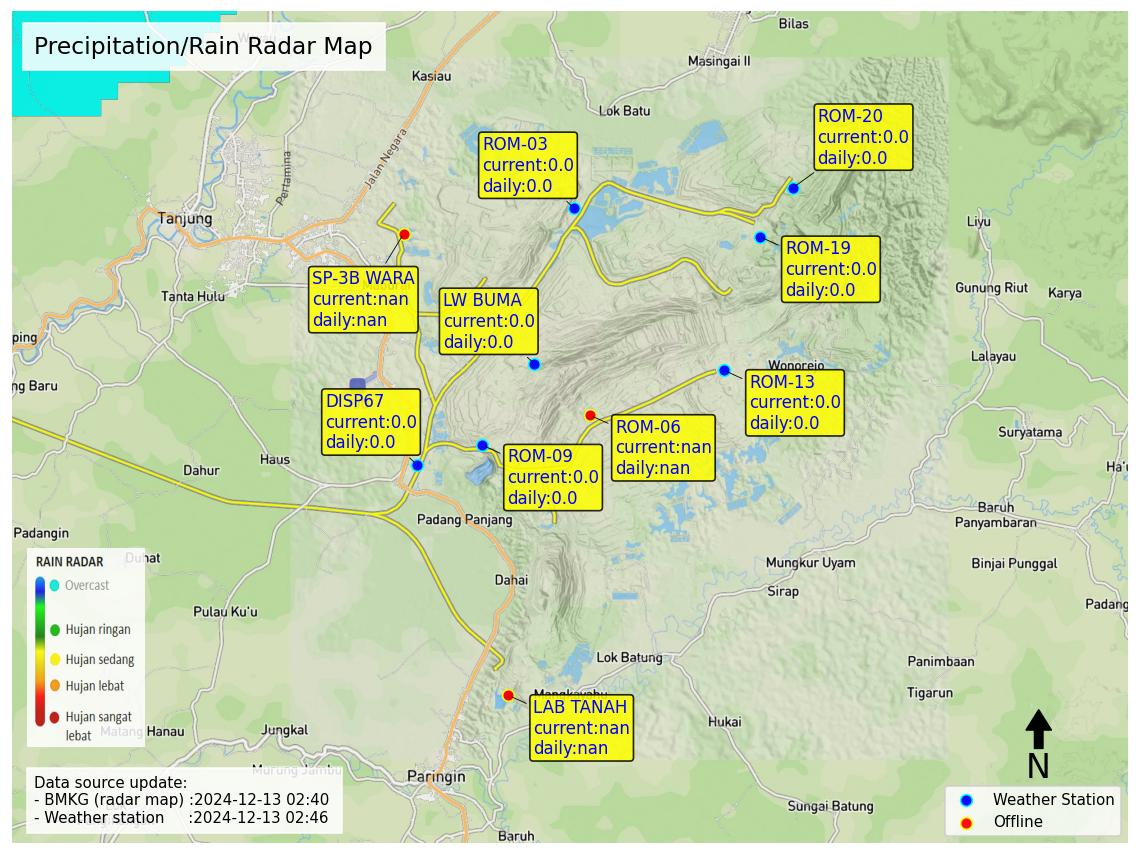 Precipitation/Rain Radar Map
Bilas
Masingai II
Kasiau
Lok Batu
Jalan Negara
Pertamina
Tanjung
Tanta Hulu
ROM-03
current:0.0
daily:0.0
ROM-20
current:0.0
daily:0.0
ROM-19
current:0.0
daily:0.0
SP-3B WARA
current:nan
daily:nan
LW BUMA
current:0.0
daily:0.0
Liyu
Gunung Riut
Karya
Lalayau
ping
ng Baru
Wonorejo
ROM-13
current:0.0
daily:0.0
DISP67
current:0.0
daily:0.0
ROM-06
current:nan
daily:nan
ROM-09
current:0.0
daily:0.0
Suryatama
Ha'u
Haus
Dahur
Padang Panjang
Baruh
Panyambaran
Padangin
Duhat
Binjai Punggal
Mungkur Uyam
Sirap
Dahai
Padang
Pulau Ku'u
RAIN RADAR
Overcast
Hujan ringan
Hujan sedang
Hujan lebat
Hujan sangat
lebat
Lok Batung
Panimbaan
Tigarun
Mangkayahu
LAB TANAH
current:nan
daily:nan
Hukai
Matang Hanau
Jungkal
Murung Jambu
Paringin
Sungai Batung
Baruh
Data source update:
- BMKG (radar map) :2024-12-13 02:40
- Weather station :2024-12-13 02:46
N
Weather Station
Offline